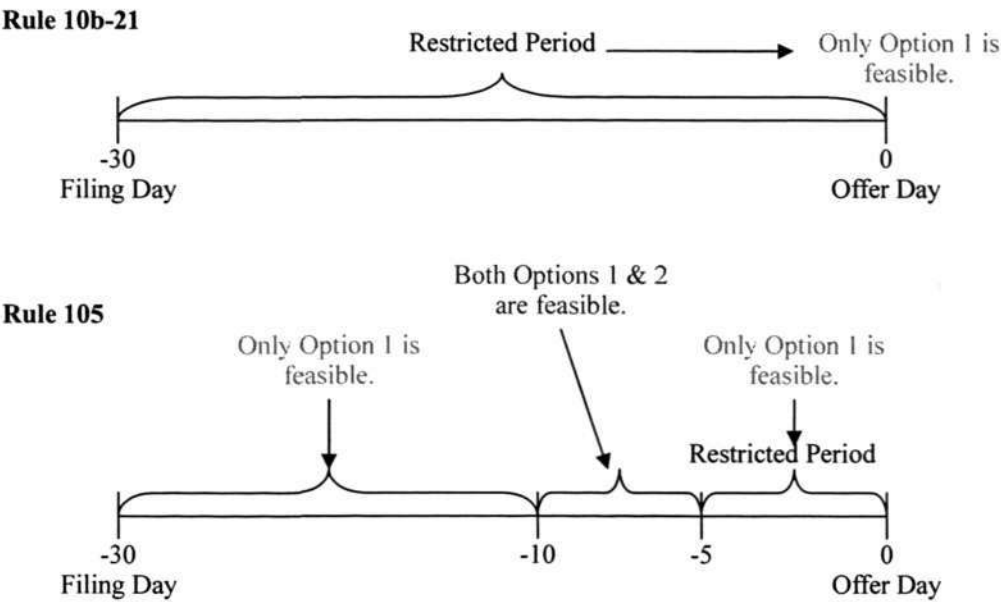 Rule 10b-21
Restricted Period
Only Option 1 is
feasible.
-30
0
Filing Day
Offer Day
Both Options 1 & 2
are feasible.
Rule 105
Only Option 1 is
feasible.
Only Option 1 is
feasible.
Restricted Period
-30
-10
-5
0
Filing Day
Offer Day